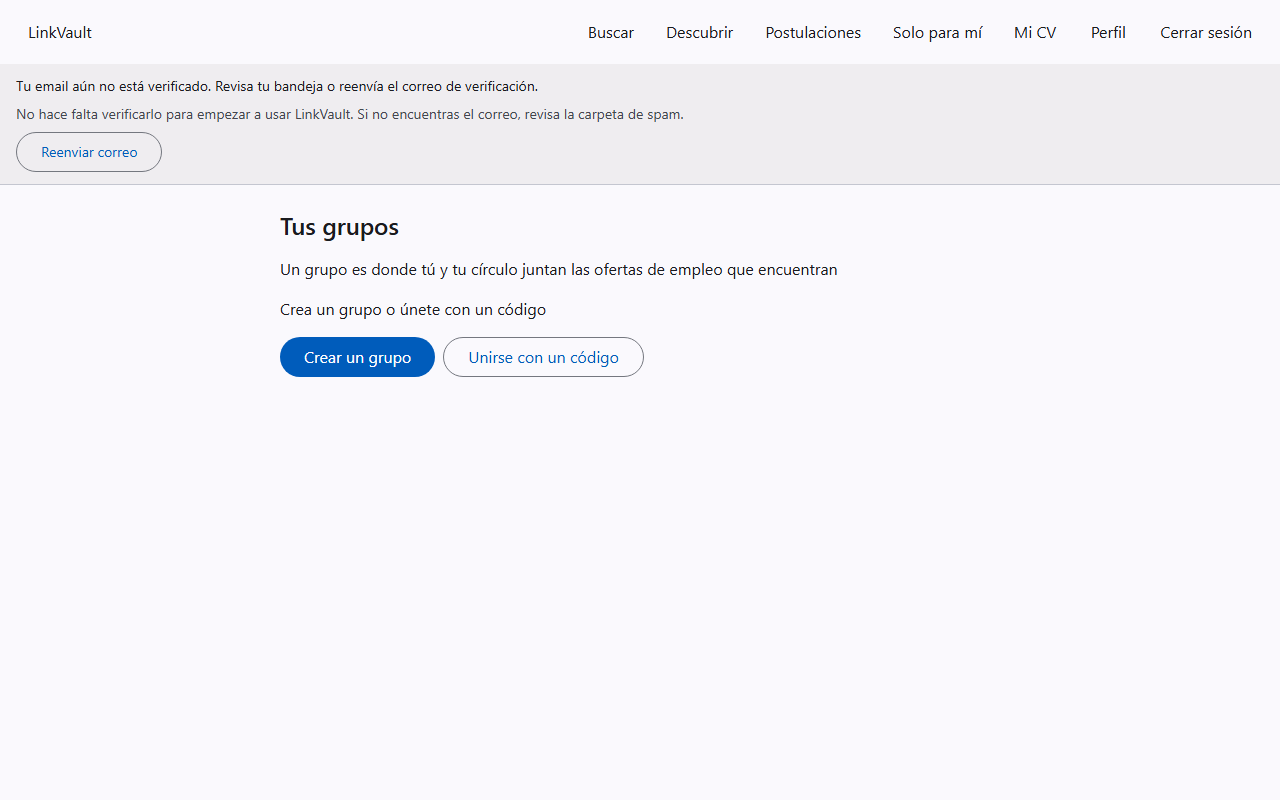 LinkVault
Buscar
Descubrir
Postulaciones
Solo para mí
Mi CV
Perfil
Cerrar sesión
Tu email aún no está verificado. Revisa tu bandeja o reenvía el correo de verificación.
No hace falta verificarlo para empezar a usar LinkVault. Si no encuentras el correo, revisa la carpeta de spam.
Reenviar correo
Tus grupos
Un grupo es donde tú y tu círculo juntan las ofertas de empleo que encuentran
Crea un grupo o únete con un código
Crear un grupo
Unirse con un código